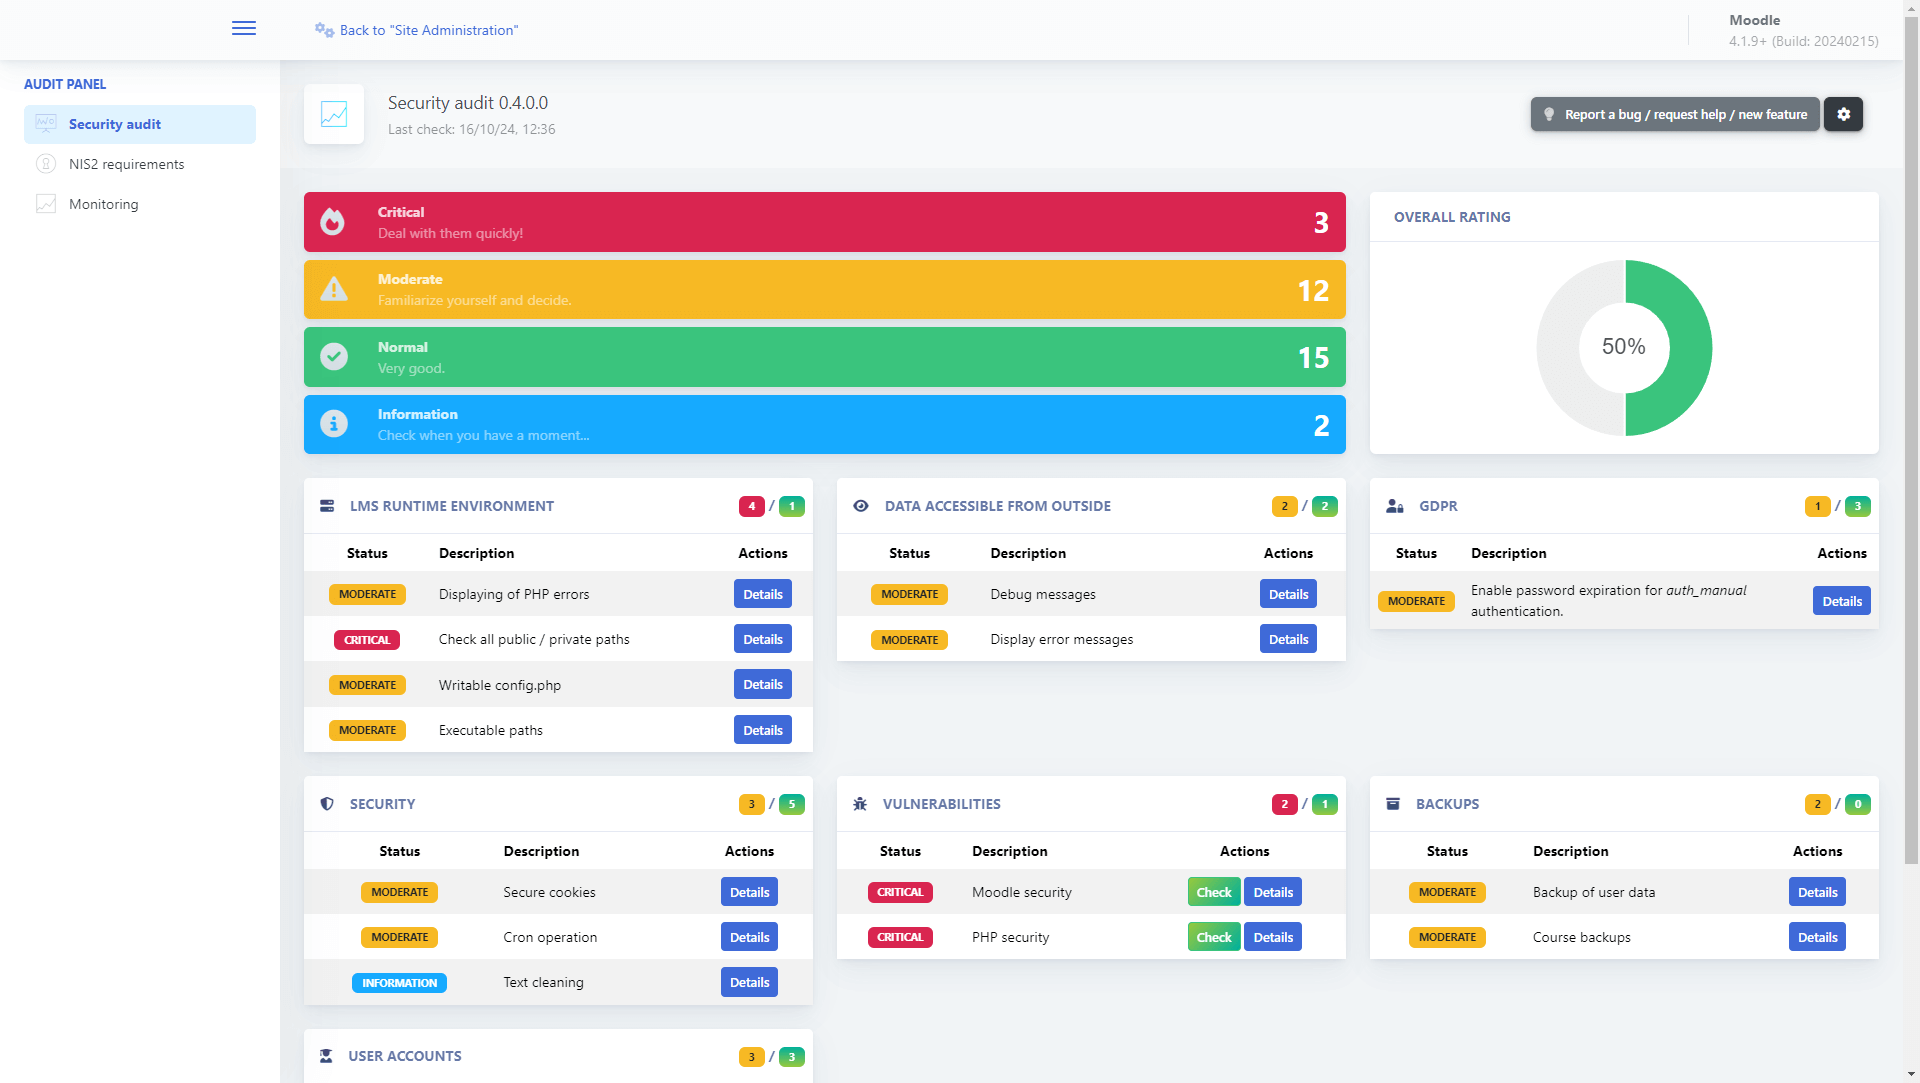 Back to "Site Administration"
Moodle
4.1.9+ (Build: 20240215)
AUDIT PANEL
Security audit
NIS2 requirements
Monitoring
Security audit 0.4.0.0
Last check: 16/10/24, 12:36
Report a bug / request help / new feature
Critical
Deal with them quickly!
3
Moderate
Familiarize yourself and decide.
12
Normal
Very good.
15
Information
Check when you have a moment...
2
OVERALL RATING
50%
LMS RUNTIME ENVIRONMENT 4 / 1
Status Description Actions
MODERATE Displaying of PHP errors Details
CRITICAL Check all public / private paths Details
MODERATE Writable config.php Details
MODERATE Executable paths Details
DATA ACCESSIBLE FROM OUTSIDE 2 / 2
Status Description Actions
MODERATE Debug messages Details
MODERATE Display error messages Details
GDPR 1 / 3
Status Description Actions
MODERATE Enable password expiration for auth_manual
authentication. Details
SECURITY 3 / 5
Status Description Actions
MODERATE Secure cookies Details
MODERATE Cron operation Details
INFORMATION Text cleaning Details
VULNERABILITIES 2 / 1
Status Description Actions
CRITICAL Moodle security Check Details
CRITICAL PHP security Check Details
BACKUPS 2 / 0
Status Description Actions
MODERATE Backup of user data Details
MODERATE Course backups Details
USER ACCOUNTS 3 / 3